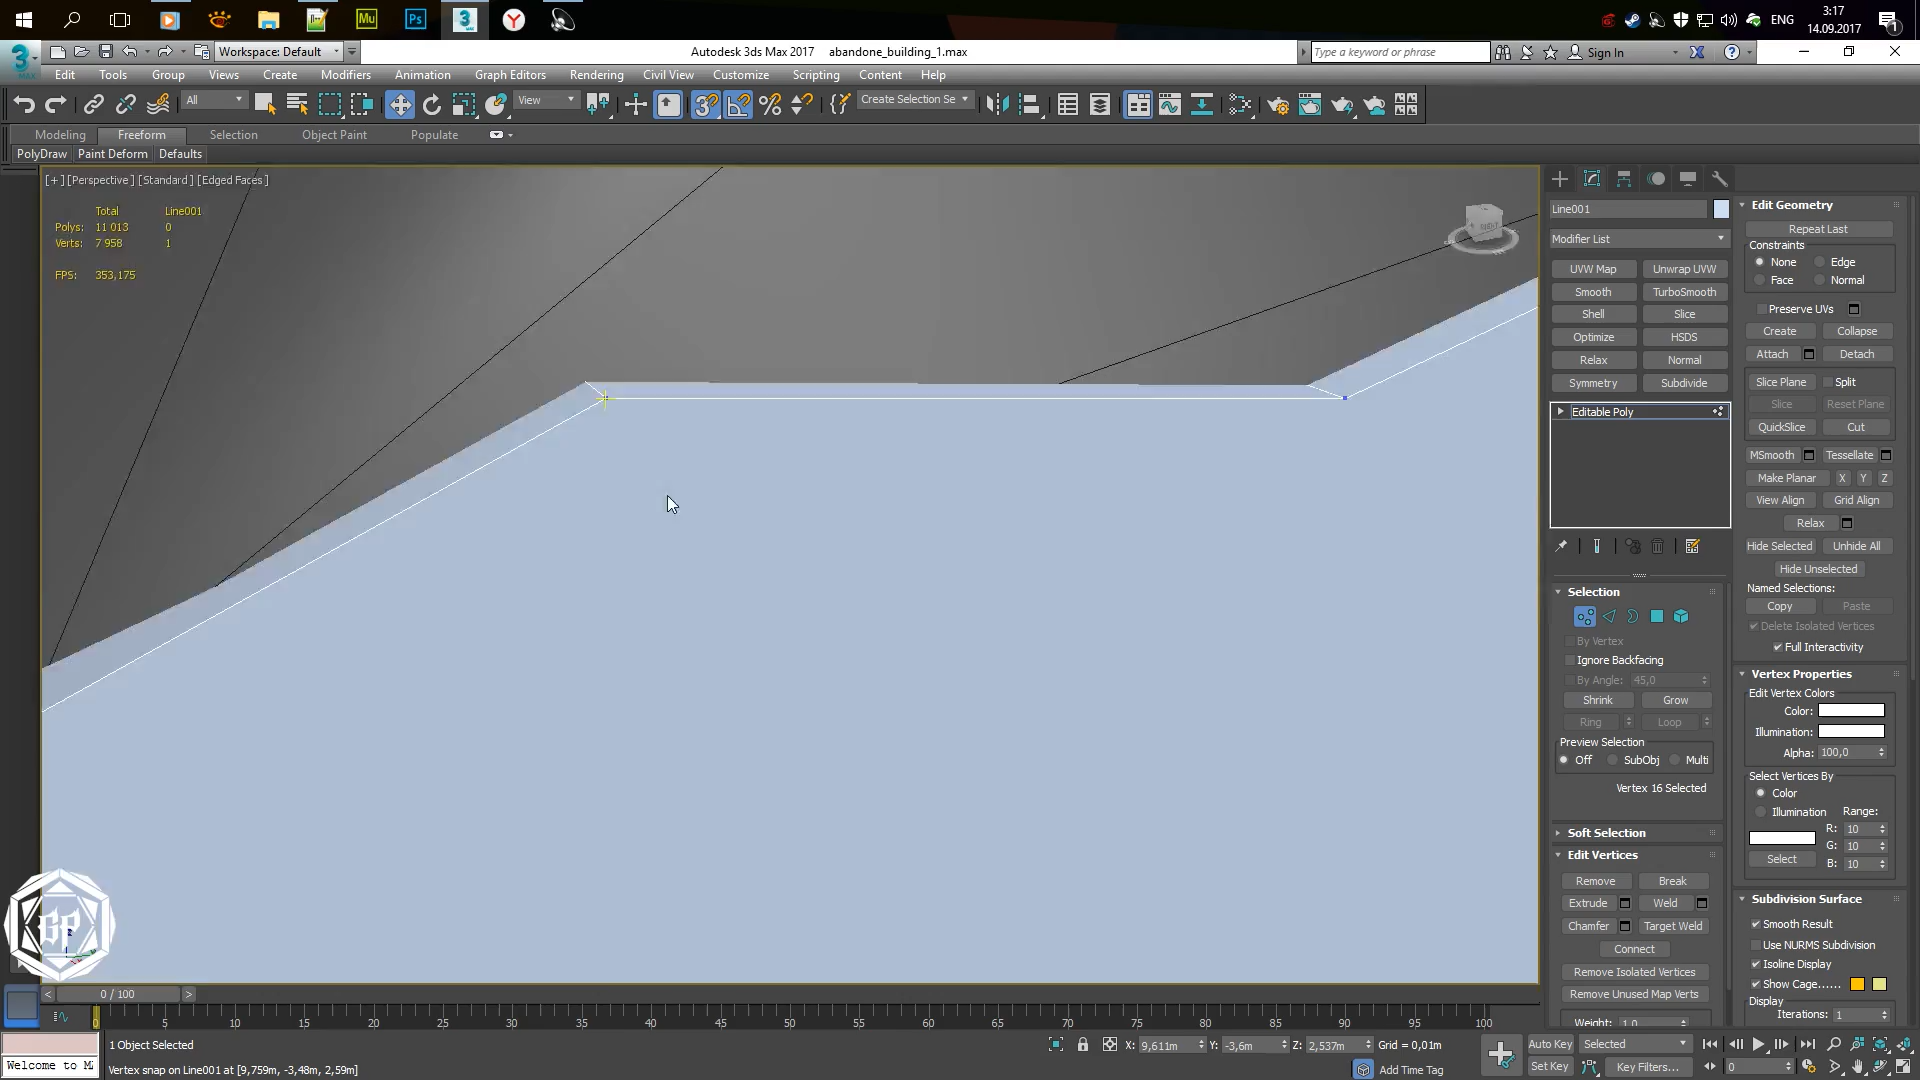 ENG
3:17
14.09.2017
1
Mu
Ps
3
Y
Workspace: Default
Autodesk 3ds Max 2017 abandone_building_1.max
Type a keyword or phrase
Sign In
3
MAX
Edit Tools Group Views Create Modifiers Animation Graph Editors Rendering Civil View Customize Scripting Content Help
All
View
Create Selection Se
Modeling Freeform Selection Object Paint Populate
PolyDraw Paint Deform Defaults
[+][Perspective][Standard][Edged Faces]
Total Line001
Polys: 11 013 0
Verts: 7 958 1
FPS: 353,175
RIGHT
GP
Line001
Modifier List
UVW Map Unwrap UVW
Smooth TurboSmooth
Shell Slice
Optimize HSDS
Relax Normal
Symmetry Subdivide
Editable Poly
Selection
By Vertex
Ignore Backfacing
By Angle: 45,0
Shrink Grow
Ring Loop
Preview Selection
Off SubObj Multi
Vertex 16 Selected
Soft Selection
Edit Vertices
Remove Break
Extrude Weld
Chamfer Target Weld
Connect
Remove Isolated Vertices
Remove Unused Map Verts
Weight: 1,0
Edit Geometry
Repeat Last
Constraints
None Edge
Face Normal
Preserve UVs
Create Collapse
Attach Detach
Slice Plane Split
Slice Reset Plane
QuickSlice Cut
MSmooth Tessellate
Make Planar X Y Z
View Align Grid Align
Relax
Hide Selected Unhide All
Hide Unselected
Named Selections:
Copy Paste
Delete Isolated Vertices
Full Interactivity
Vertex Properties
Edit Vertex Colors
Color:
Illumination:
Alpha: 100,0
Select Vertices By
Color
Illumination Range:
R: 10
G: 10
B: 10
Select
Subdivision Surface
Smooth Result
Use NURMS Subdivision
Isoline Display
Show Cage......
Display
Iterations: 1
< 0 / 100 >
0 5 10 15 20 25 30 35 40 45 50 55 60 65 70 75 80 85 90 95 100
1 Object Selected
X: 9,611m Y: -3,6m Z: 2,537m Grid = 0,01m
Auto Key Selected
Welcome to M
Vertex snap on Line001 at [9,759m, -3,48m, 2,59m]
Add Time Tag
Set Key Key Filters... 0